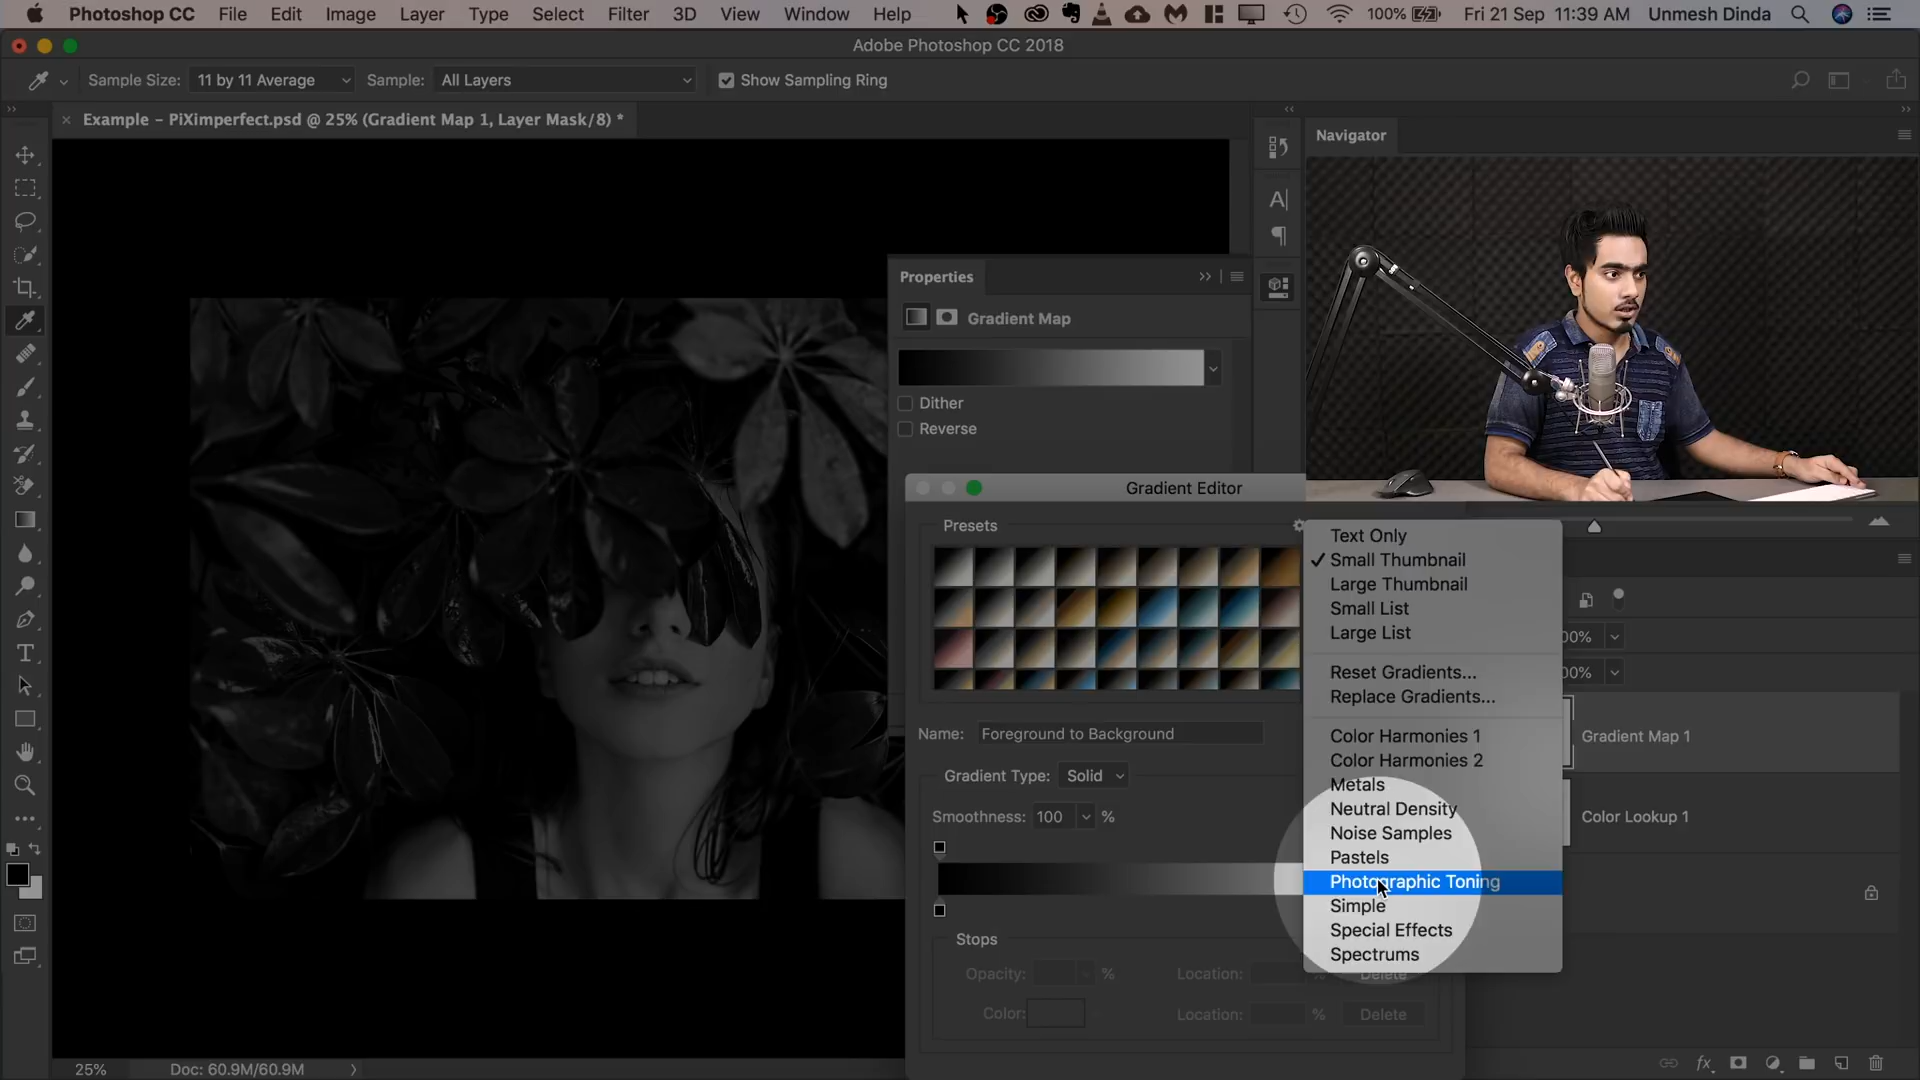 Photoshop CC File Edit Image Layer Type Select Filter 3D View Window Help 100% Fri 21 Sep 11:39 AM Unmesh Dinda
Adobe Photoshop CC 2018
Sample Size: 11 by 11 Average Sample: All Layers Show Sampling Ring
Example - PiXimperfect.psd @ 25% (Gradient Map 1, Layer Mask/8) *
Navigator
Properties
Gradient Map
Dither
Reverse
Gradient Editor
Presets
Text Only
Small Thumbnail
Large Thumbnail
Small List
Large List
Reset Gradients...
Replace Gradients...
Color Harmonies 1
Color Harmonies 2
Metals
Neutral Density
Noise Samples
Pastels
Photographic Toning
Simple
Special Effects
Spectrums
Name: Foreground to Background
Gradient Type: Solid
Smoothness: 100 %
Stops
Opacity: % Location: % Delete
Color: Location: % Delete
00%
00%
Gradient Map 1
Color Lookup 1
25% Doc: 60.9M/60.9M
fx